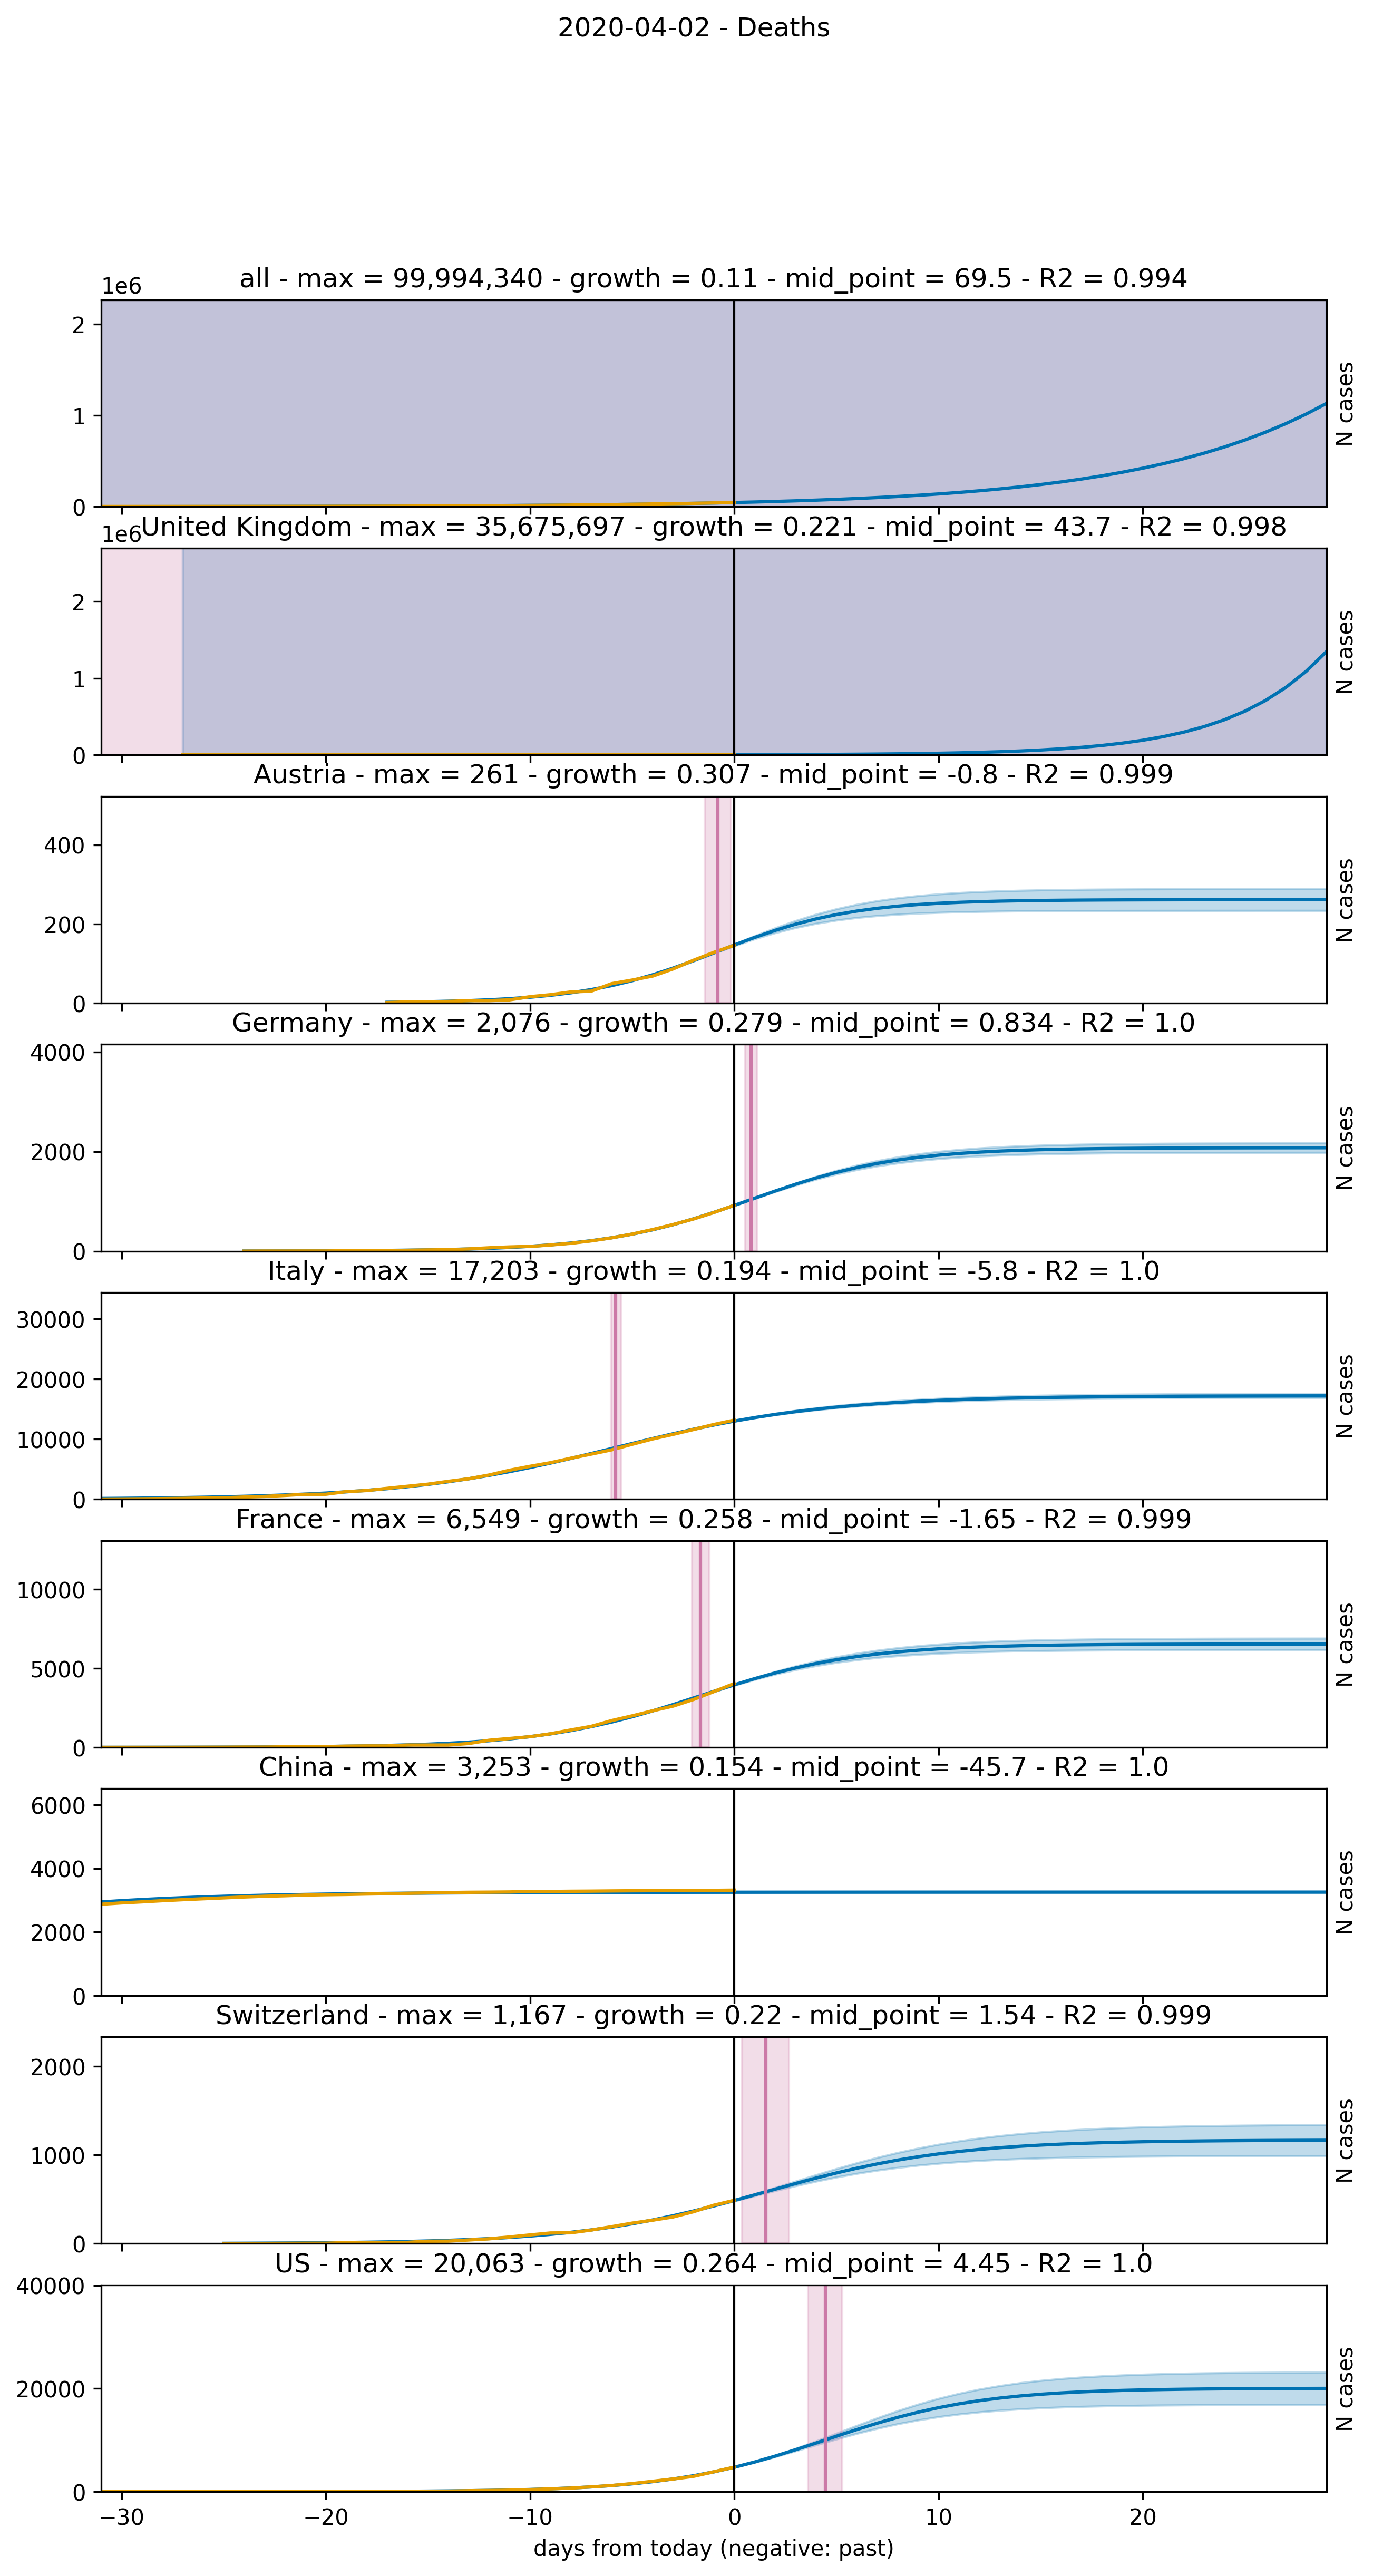 2020-04-02 - Deaths
all - max = 99,994,340 - growth = 0.11 - mid_point = 69.5 - R2 = 0.994
1e6
2
1
0
N cases
United Kingdom - max = 35,675,697 - growth = 0.221 - mid_point = 43.7 - R2 = 0.998
1e6
2
1
0
N cases
Austria - max = 261 - growth = 0.307 - mid_point = -0.8 - R2 = 0.999
400
200
0
N cases
Germany - max = 2,076 - growth = 0.279 - mid_point = 0.834 - R2 = 1.0
4000
2000
0
N cases
Italy - max = 17,203 - growth = 0.194 - mid_point = -5.8 - R2 = 1.0
30000
20000
10000
0
N cases
France - max = 6,549 - growth = 0.258 - mid_point = -1.65 - R2 = 0.999
10000
5000
0
N cases
China - max = 3,253 - growth = 0.154 - mid_point = -45.7 - R2 = 1.0
6000
4000
2000
0
N cases
Switzerland - max = 1,167 - growth = 0.22 - mid_point = 1.54 - R2 = 0.999
2000
1000
0
N cases
US - max = 20,063 - growth = 0.264 - mid_point = 4.45 - R2 = 1.0
40000
20000
0
N cases
−30 −20 −10 0 10 20
days from today (negative: past)